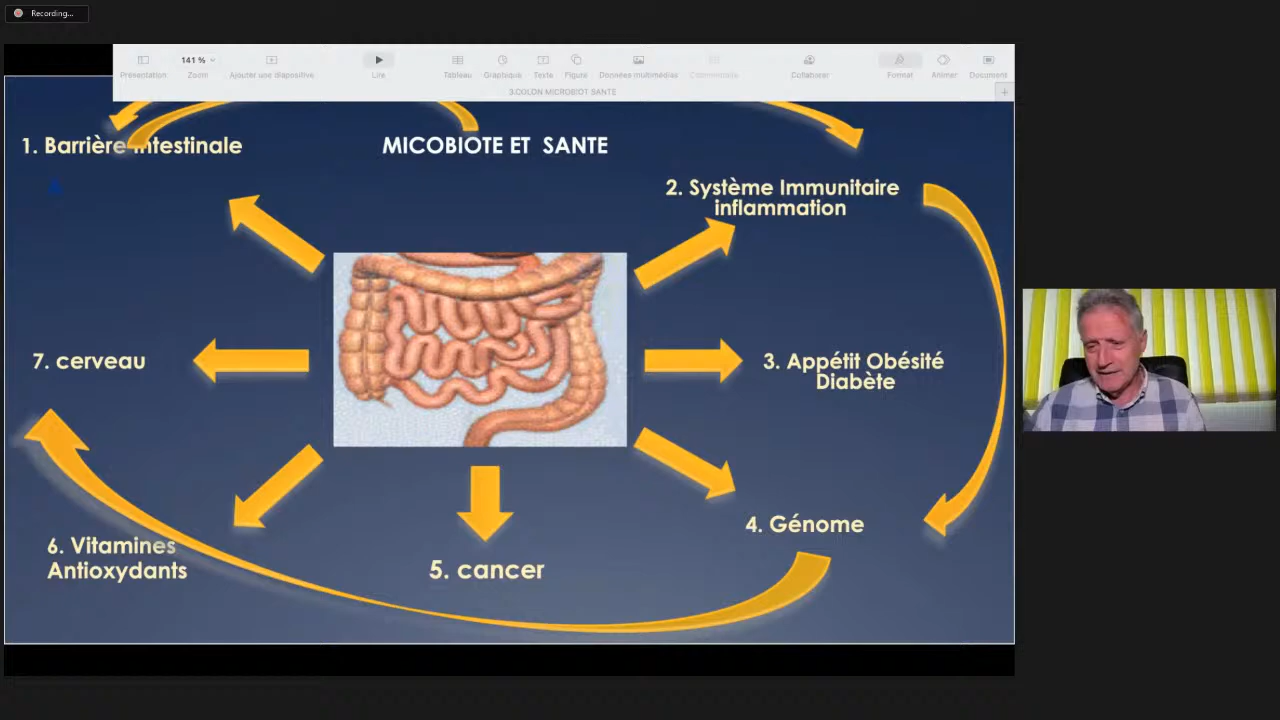 Recording...
141 %
Présentation Zoom Ajouter une diapositive Lire Tableau Graphique Texte Figure Données multimédias Commentaire Collaborer Format Animer Document
3.COLON MICROBIOT SANTE
1. Barrière intestinale
MICOBIOTE ET SANTE
2. Système Immunitaire
inflammation
7. cerveau
3. Appétit Obésité
Diabète
4. Génome
6. Vitamines
Antioxydants
5. cancer